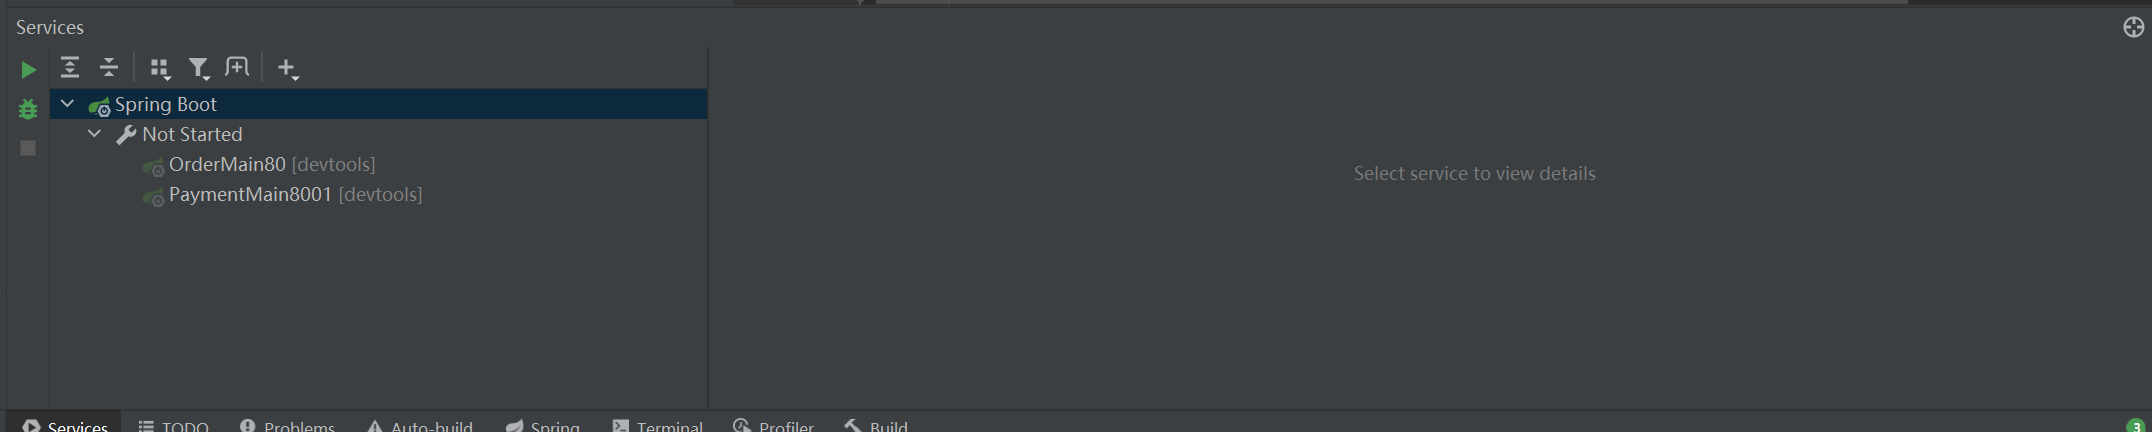 Services
Spring Boot
Not Started
OrderMain80 [devtools]
PaymentMain8001 [devtools]
Select service to view details
Services TODO Problems Auto-build Spring Terminal Profiler Build 3